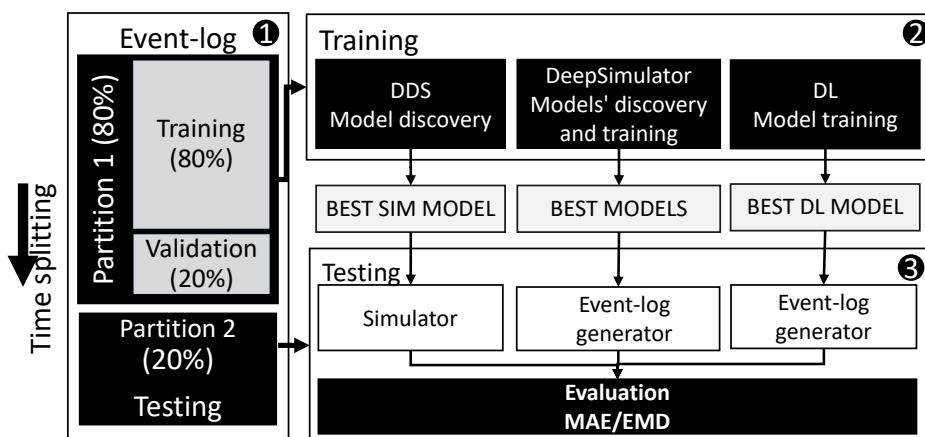 Time splitting
Event-log
❶
Partition 1 (80%)
Training
(80%)
Validation
(20%)
Partition 2
(20%)
Testing
Training
❷
DDS
Model discovery
DeepSimulator
Models' discovery
and training
DL
Model training
BEST SIM MODEL
BEST MODELS
BEST DL MODEL
Testing
❸
Simulator
Event-log
generator
Event-log
generator
Evaluation
MAE/EMD